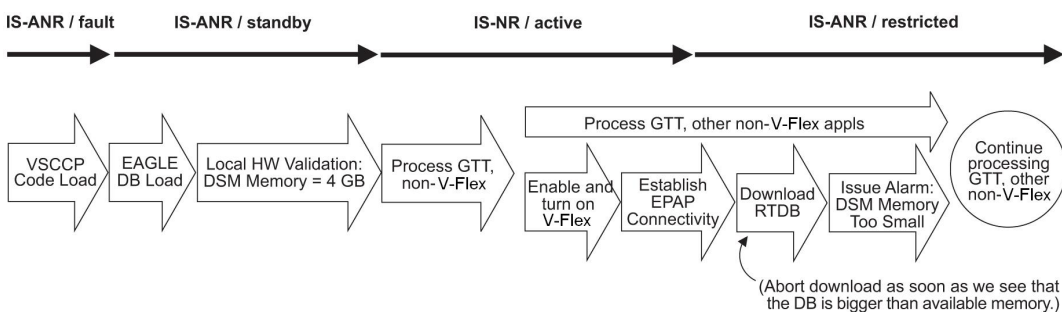 IS-ANR / fault
IS-ANR / standby
IS-NR / active
IS-ANR / restricted
VSCCP
Code Load
EAGLE
DB Load
Local HW Validation:
DSM Memory = 4 GB
Process GTT,
non-V-Flex
Process GTT, other non-V-Flex appls
Enable and
turn on
V-Flex
Establish
EPAP
Connectivity
Download
RTDB
Issue Alarm:
DSM Memory
Too Small
Continue
processing
GTT, other
non-V-Flex
(Abort download as soon as we see that
the DB is bigger than available memory.)